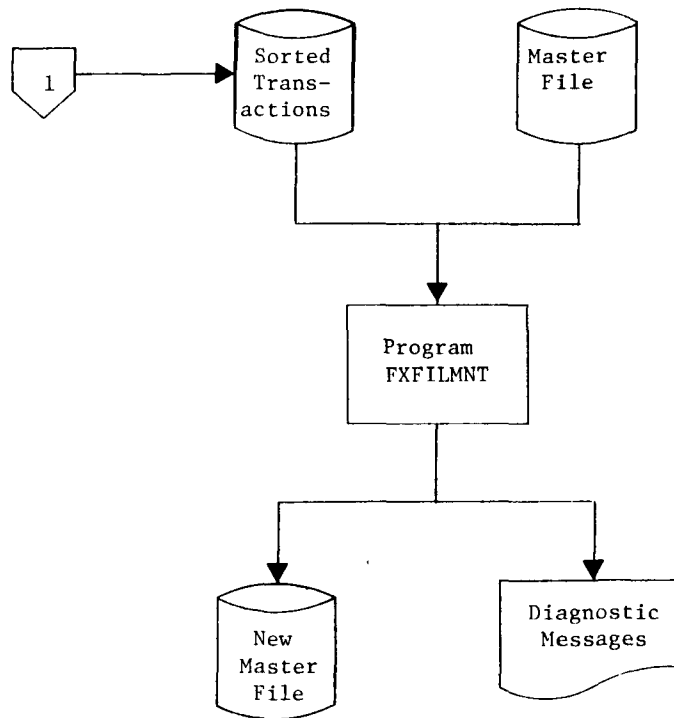 1
Sorted
Trans-
actions
Master
File
Program
FXFILMNT
New
Master
File
Diagnostic
Messages